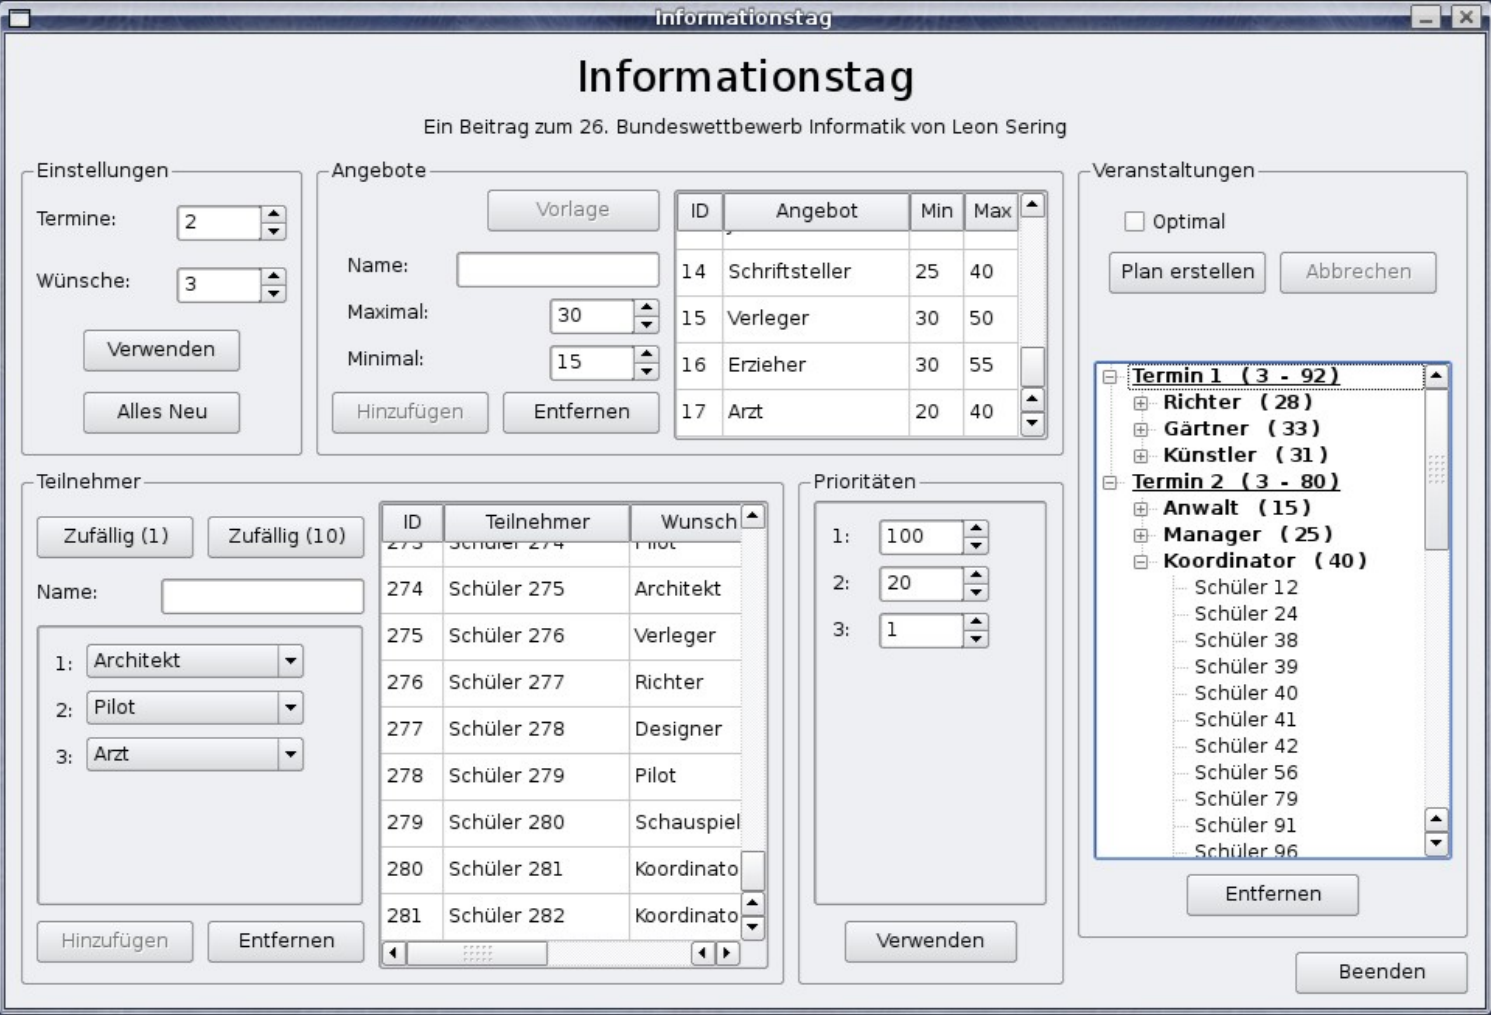 Informationstag
Informationstag
Ein Beitrag zum 26. Bundeswettbewerb Informatik von Leon Sering
Einstellungen
Termine: 2
Wünsche: 3
Verwenden
Alles Neu
Angebote
Vorlage
Name:
Maximal: 30
Minimal: 15
Hinzufügen Entfernen
ID Angebot Min Max
14 Schriftsteller 25 40
15 Verleger 30 50
16 Erzieher 30 55
17 Arzt 20 40
Teilnehmer
Zufällig (1) Zufällig (10)
Name:
1: Architekt
2: Pilot
3: Arzt
Hinzufügen Entfernen
ID Teilnehmer Wunsch
273 Schüler 274 Pilot
274 Schüler 275 Architekt
275 Schüler 276 Verleger
276 Schüler 277 Richter
277 Schüler 278 Designer
278 Schüler 279 Pilot
279 Schüler 280 Schauspiel
280 Schüler 281 Koordinato
281 Schüler 282 Koordinato
Prioritäten
1: 100
2: 20
3: 1
Verwenden
Veranstaltungen
Optimal
Plan erstellen Abbrechen
Termin 1 ( 3 - 92 )
Richter ( 28 )
Gärtner ( 33 )
Künstler ( 31 )
Termin 2 ( 3 - 80 )
Anwalt ( 15 )
Manager ( 25 )
Koordinator ( 40 )
Schüler 12
Schüler 24
Schüler 38
Schüler 39
Schüler 40
Schüler 41
Schüler 42
Schüler 56
Schüler 79
Schüler 91
Schüler 96
Entfernen
Beenden